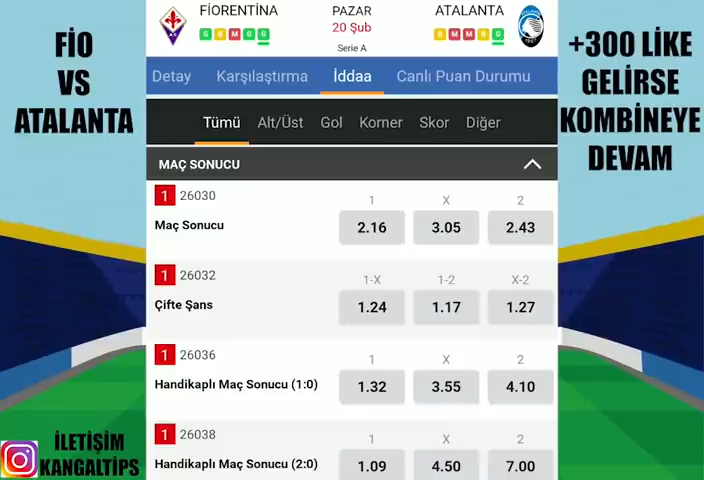 FİO
VS
ATALANTA
FİORENTİNA
G B M G G
PAZAR
20 Şub
Serie A
ATALANTA
B M M B G
+300 LİKE
GELİRSE
KOMBİNEYE
DEVAM
Detay Karşılaştırma İddaa Canlı Puan Durumu
Tümü Alt/Üst Gol Korner Skor Diğer
MAÇ SONUCU
1 26030 1 X 2
Maç Sonucu 2.16 3.05 2.43
1 26032 1-X 1-2 X-2
Çifte Şans 1.24 1.17 1.27
1 26036 1 X 2
Handikaplı Maç Sonucu (1:0) 1.32 3.55 4.10
1 26038 1 X 2
Handikaplı Maç Sonucu (2:0) 1.09 4.50 7.00
İLETİŞİM
KANGALTİPS